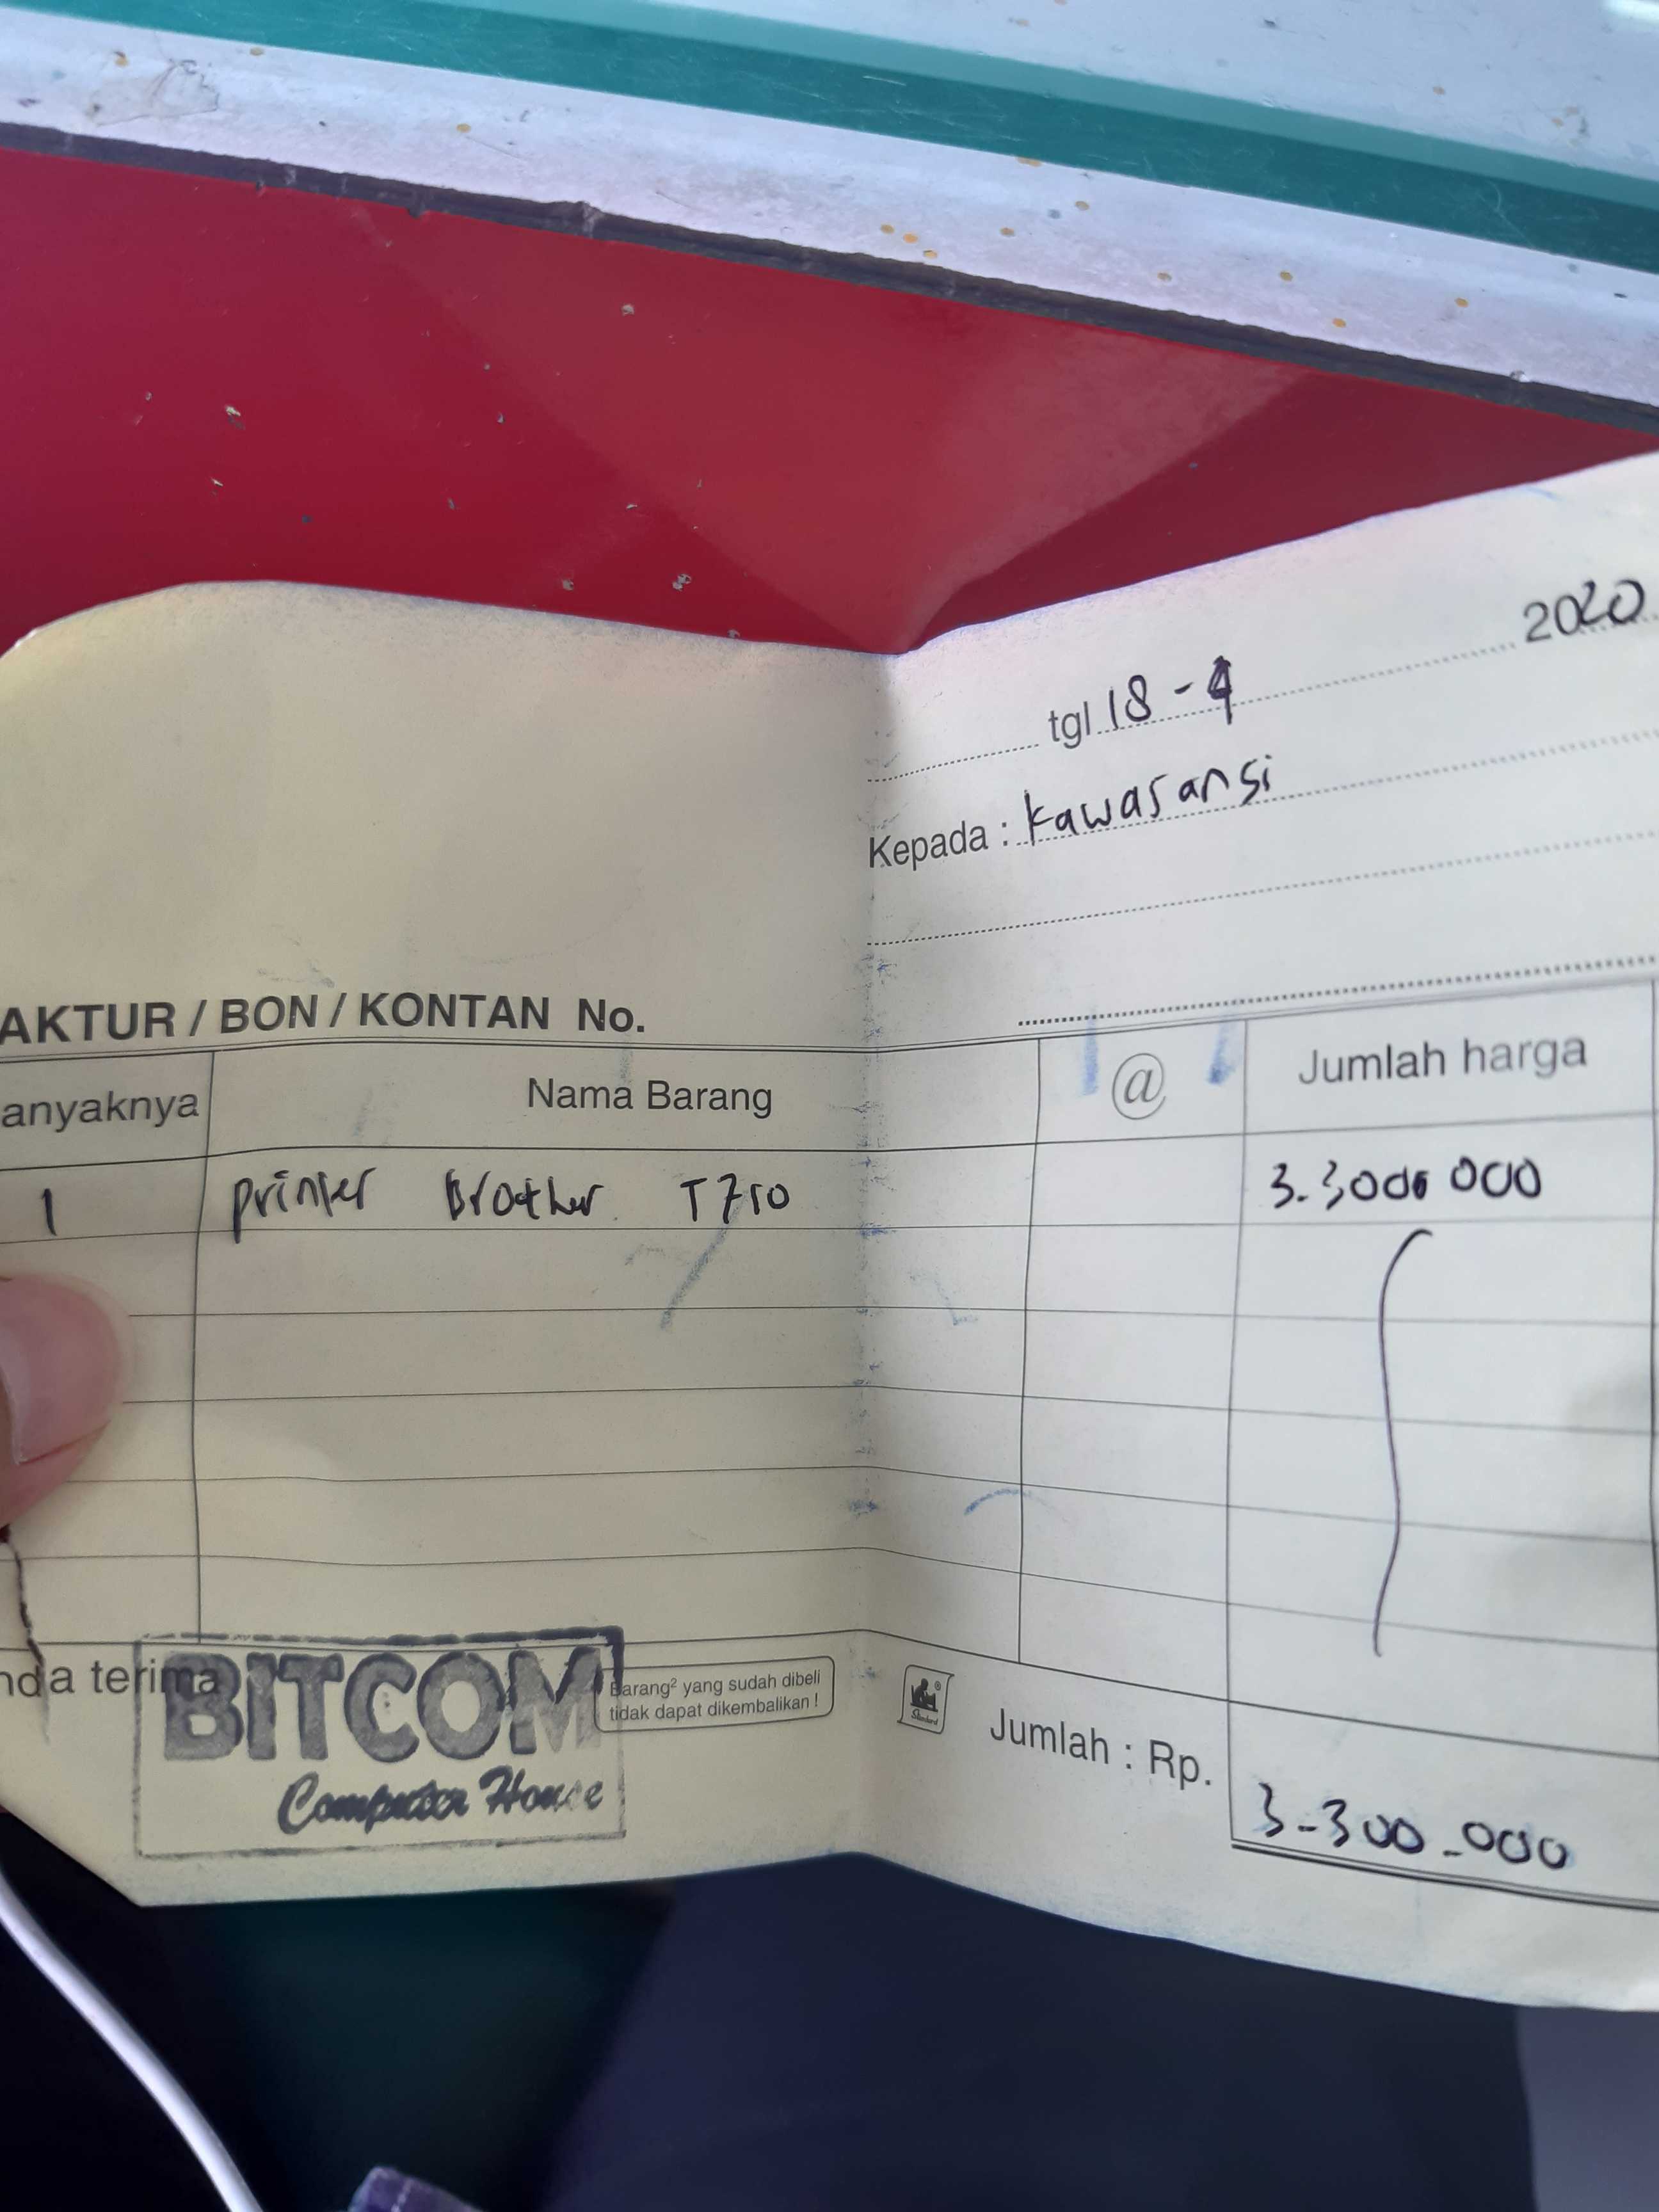 2020
tgl 18-4
Kepada : Kawasansi
AKTUR / BON / KONTAN No.
anyaknya Nama Barang @ Jumlah harga
1 printer Brother T710 3.300.000
nda terima
BITCOM
Computer House
Barang² yang sudah dibeli
tidak dapat dikembalikan !
Standard
Jumlah : Rp. 3-300-000